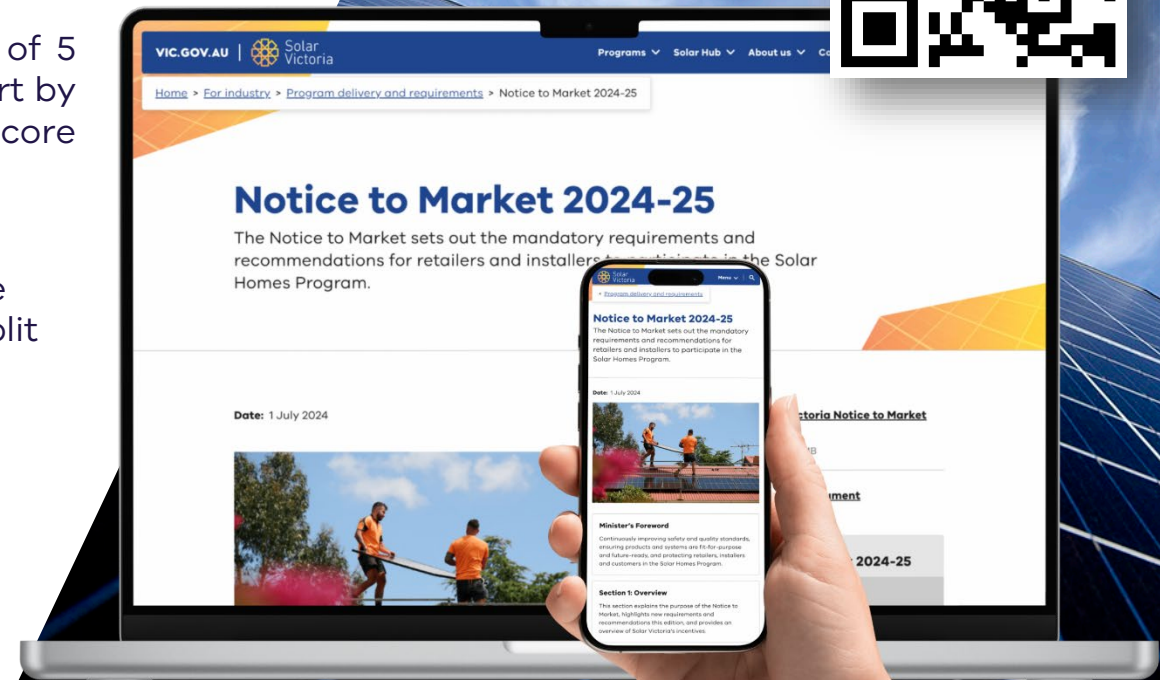 of 5
rt by
core
e
olit
VIC.GOV.AU | Solar Victoria
Programs Solar Hub About us
Home > For industry > Program delivery and requirements > Notice to Market 2024-25
Notice to Market 2024-25
The Notice to Market sets out the mandatory requirements and
recommendations for retailers and installers to participate in the Solar
Homes Program.
Date: 1 July 2024
ctoria Notice to Market
ument
2024-25
Solar Victoria
Menu
Program delivery and requirements
Notice to Market 2024-25
The Notice to Market sets out the mandatory
requirements and recommendations for
retailers and installers to participate in the
Solar Homes Program.
Date: 1 July 2024
Minister's Foreword
Continuously improving safety and quality standards,
ensuring products and systems are fit-for-purpose
and future-ready, and protecting retailers, installers
and customers in the Solar Homes Program.
Section 1: Overview
This section explains the purpose of the Notice to
Market, highlights new requirements and
recommendations this edition, and provides an
overview of Solar Victoria's incentives.